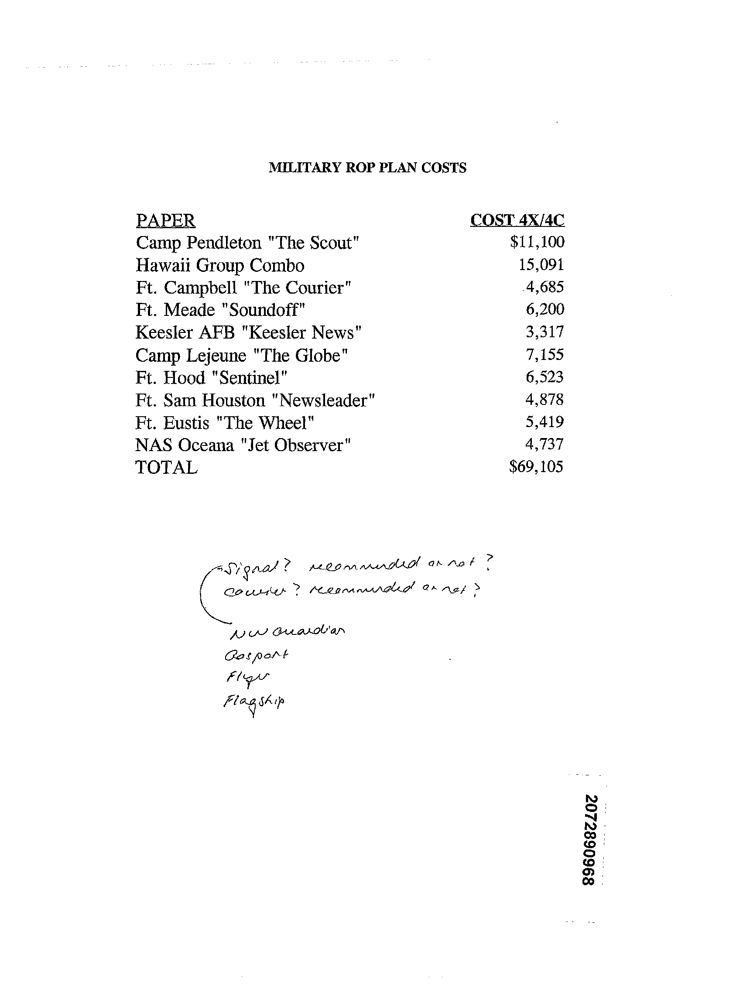 MILITARY ROP PLAN COSTS
PAPER COST 4X/4C
Camp Pendleton "The Scout" $11,100
Hawaii Group Combo 15,091
Ft. Campbell "The Courier" 4,685
Ft. Meade "Soundoff" 6,200
Keesler AFB "Keesler News" 3,317
Camp Lejeune "The Globe" 7,155
Ft. Hood "Sentinel" 6,523
Ft. Sam Houston "Newsleader" 4,878
Ft. Eustis "The Wheel" 5,419
NAS Oceana "Jet Observer" 4,737
TOTAL $69,105
Signal? recommended or not?
courier? recommended or not?
NW Guardian
Gosport
Flyer
Flagship
2072890968